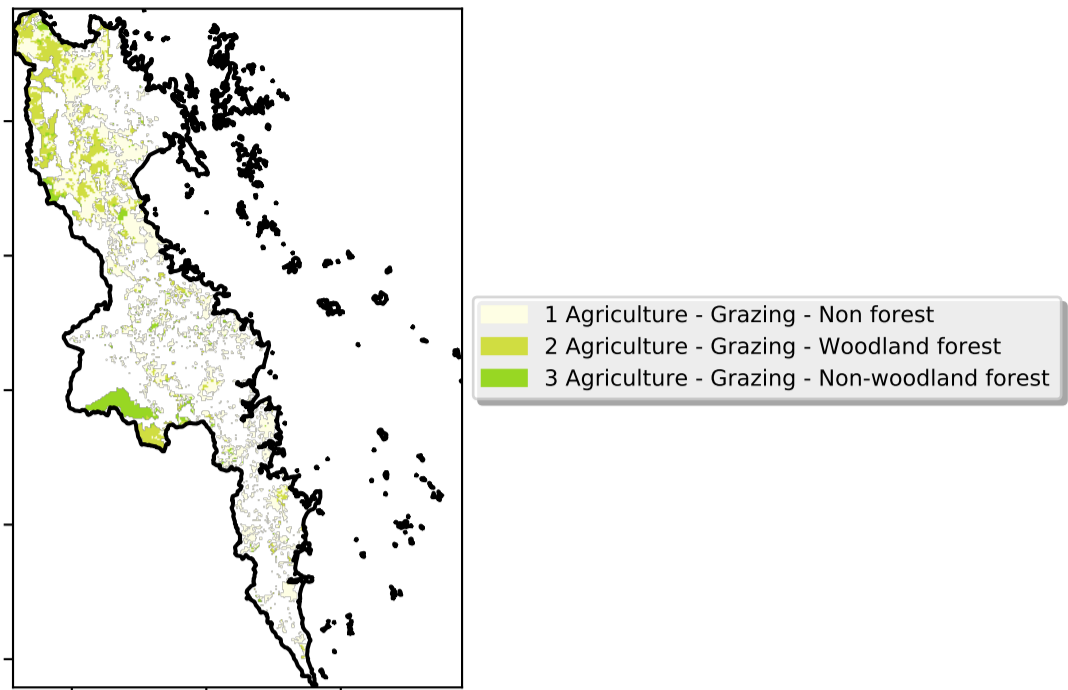 1 Agriculture - Grazing - Non forest
2 Agriculture - Grazing - Woodland forest
3 Agriculture - Grazing - Non-woodland forest